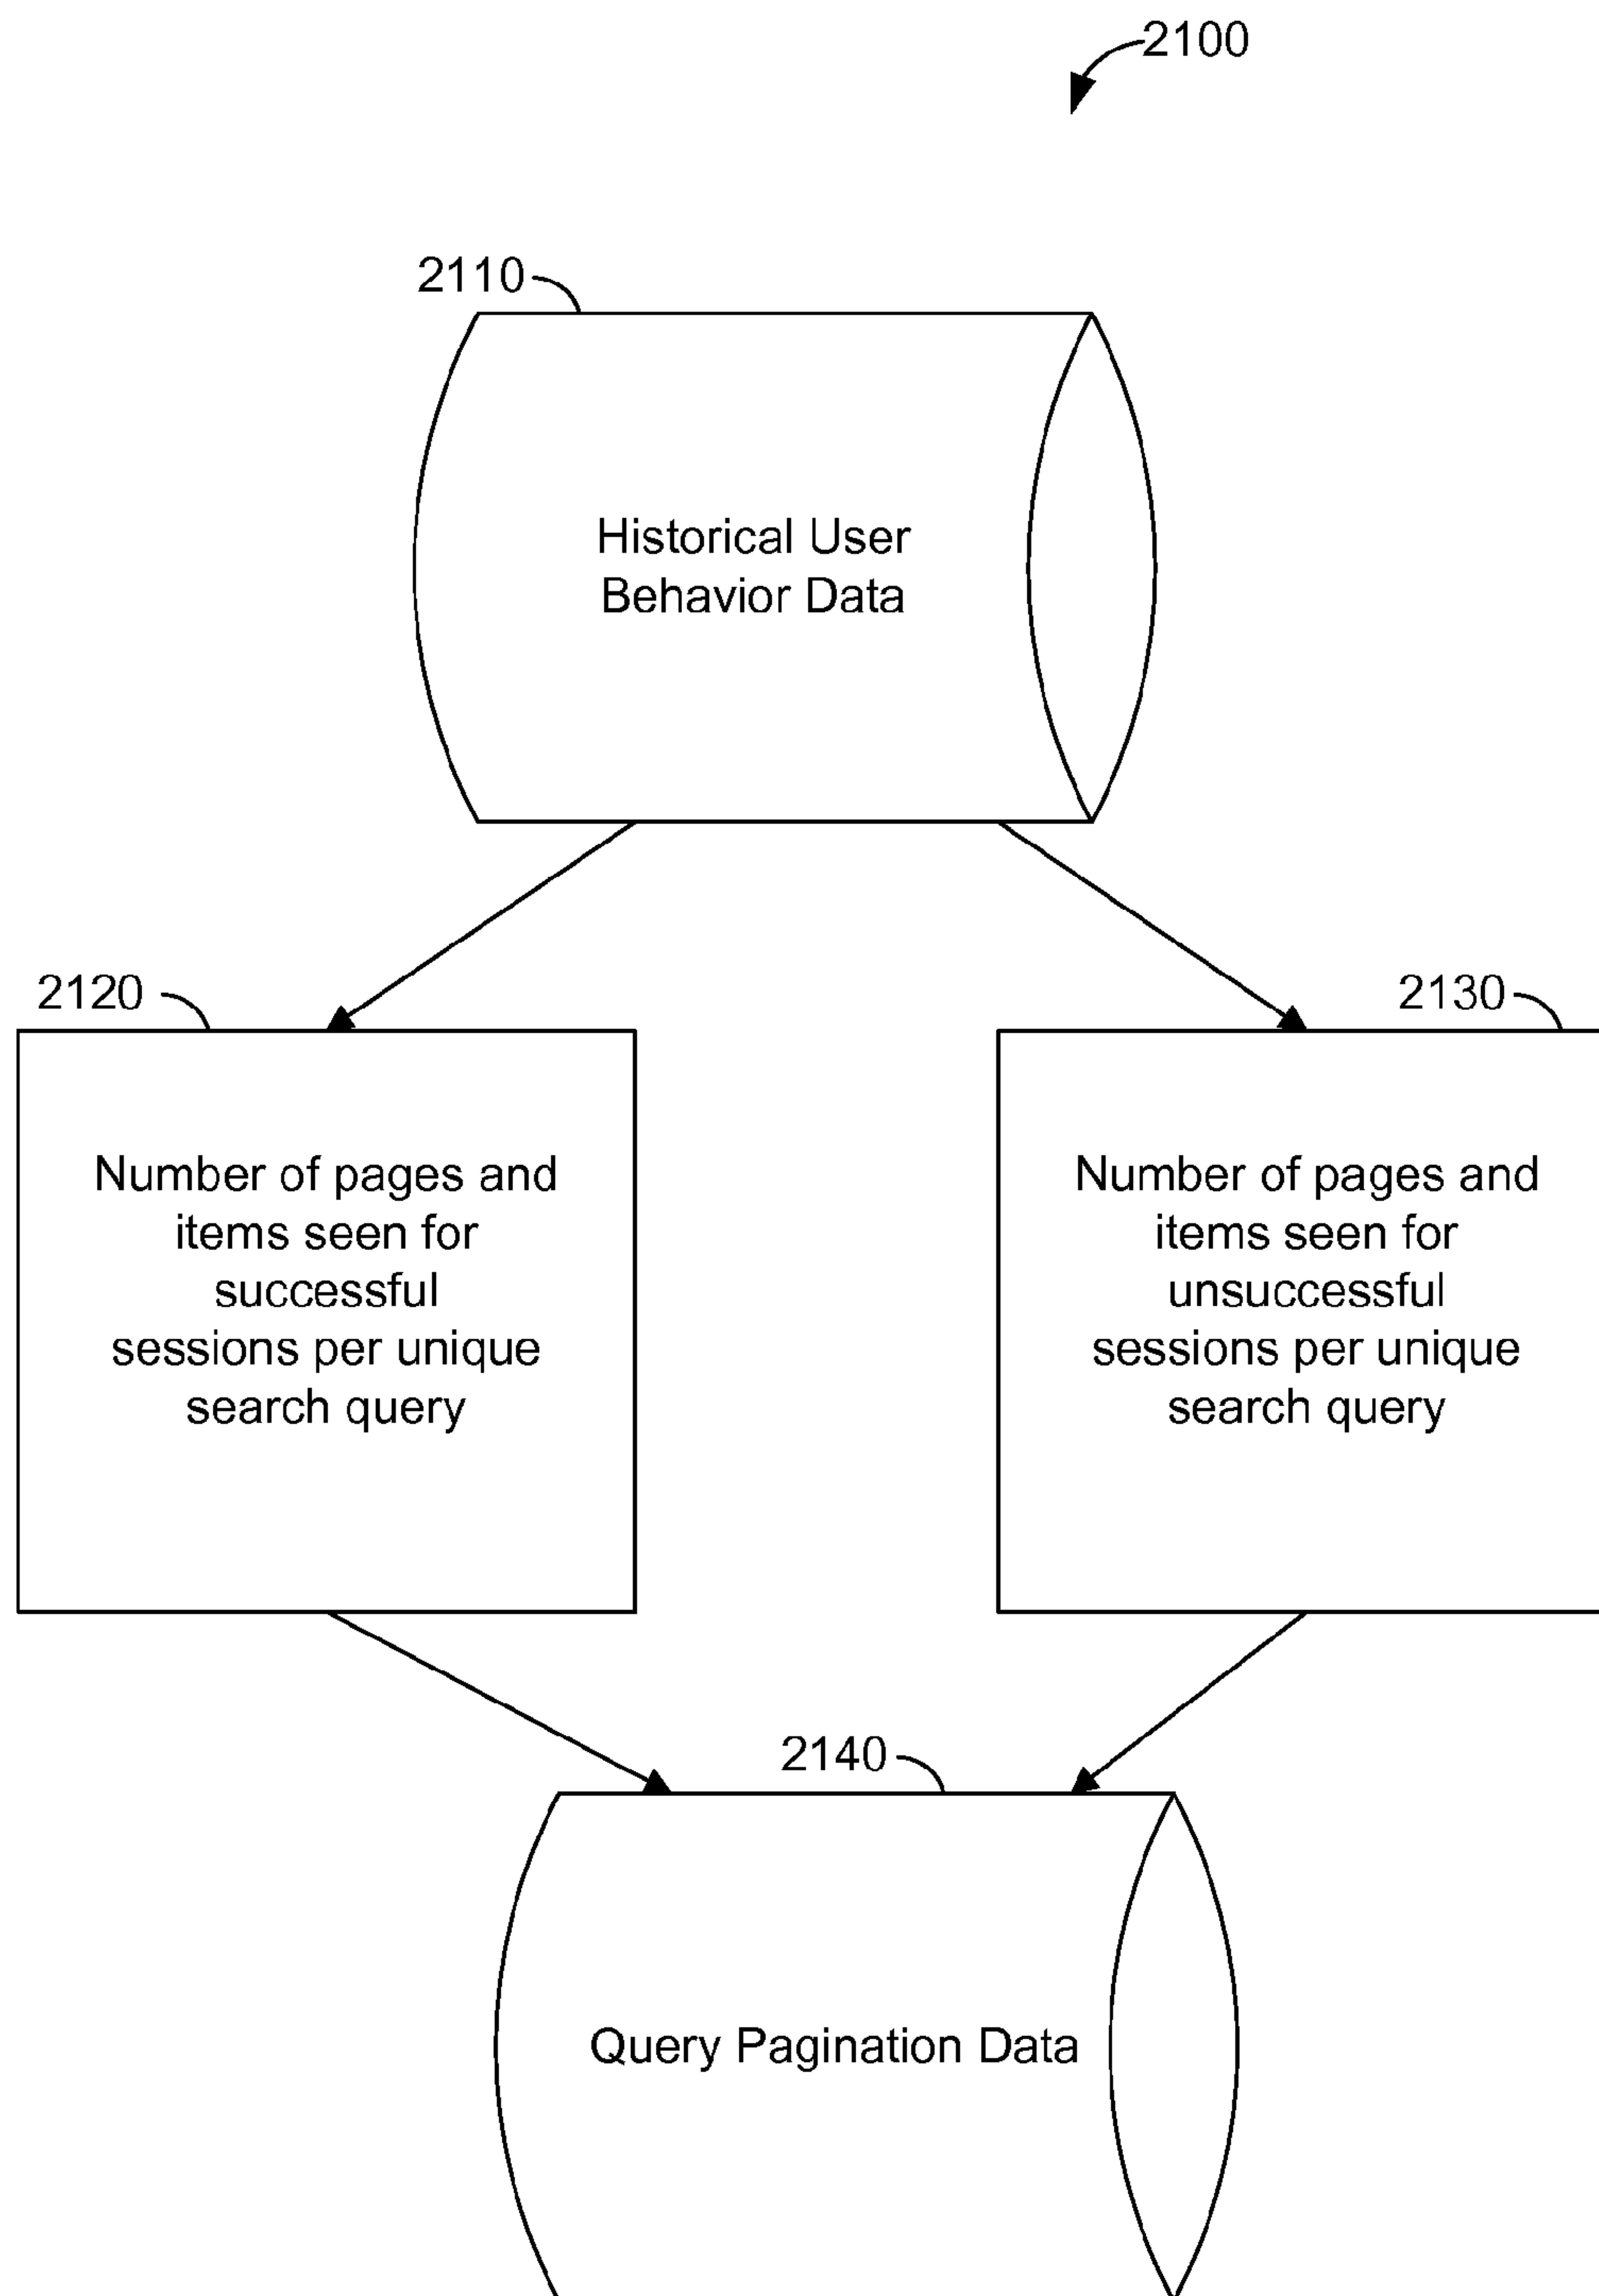 2100
2110
Historical User
Behavior Data
2120
2130
Number of pages and
items seen for
successful
sessions per unique
search query
Number of pages and
items seen for
unsuccessful
sessions per unique
search query
2140
Query Pagination Data